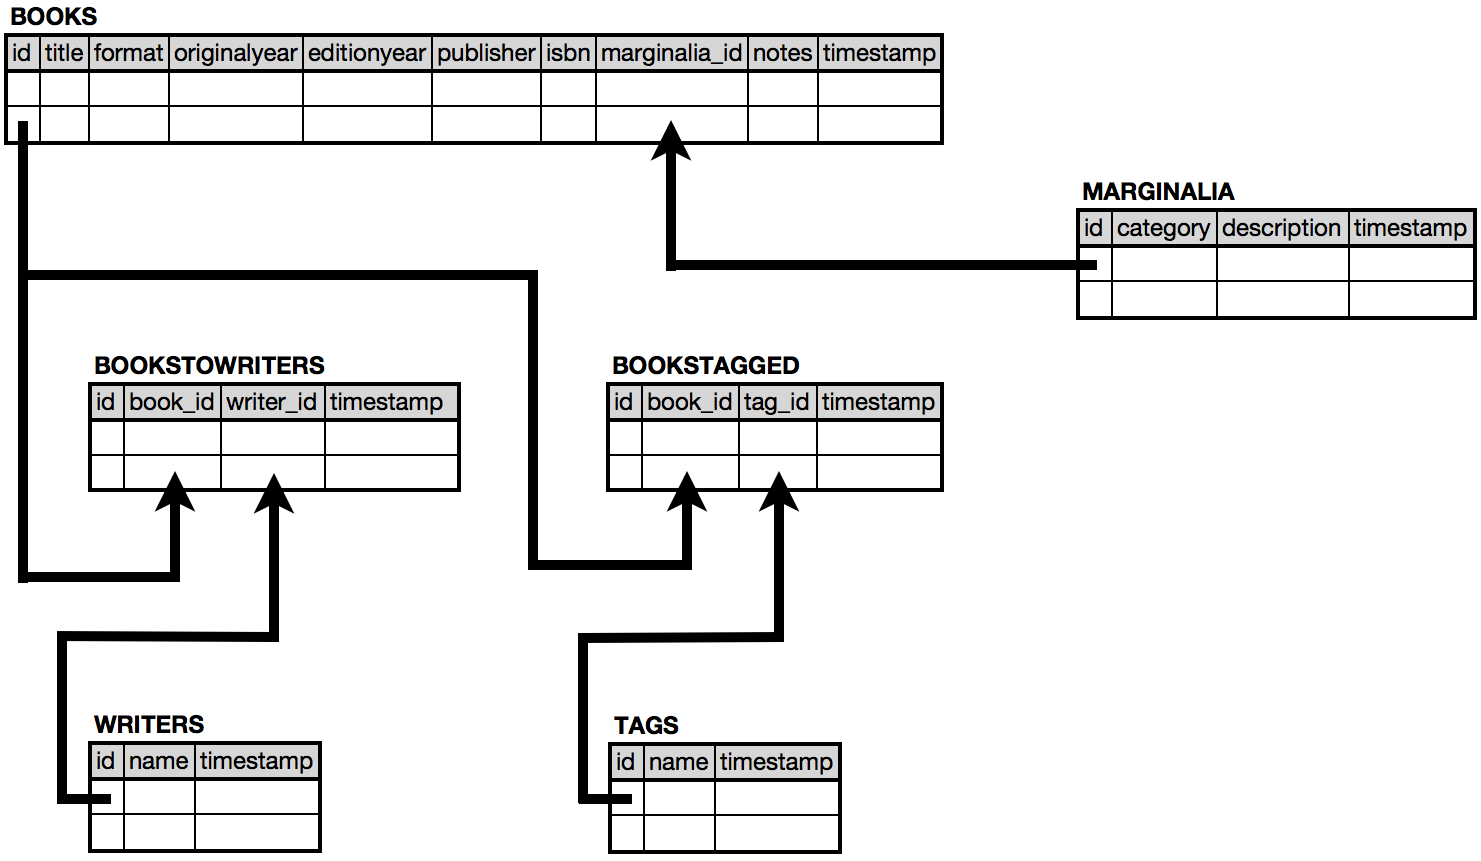 BOOKS
id title format originalyear editionyear publisher isbn marginalia_id notes timestamp
MARGINALIA
id category description timestamp
BOOKSTOWRITERS
id book_id writer_id timestamp
BOOKSTAGGED
id book_id tag_id timestamp
WRITERS
id name timestamp
TAGS
id name timestamp